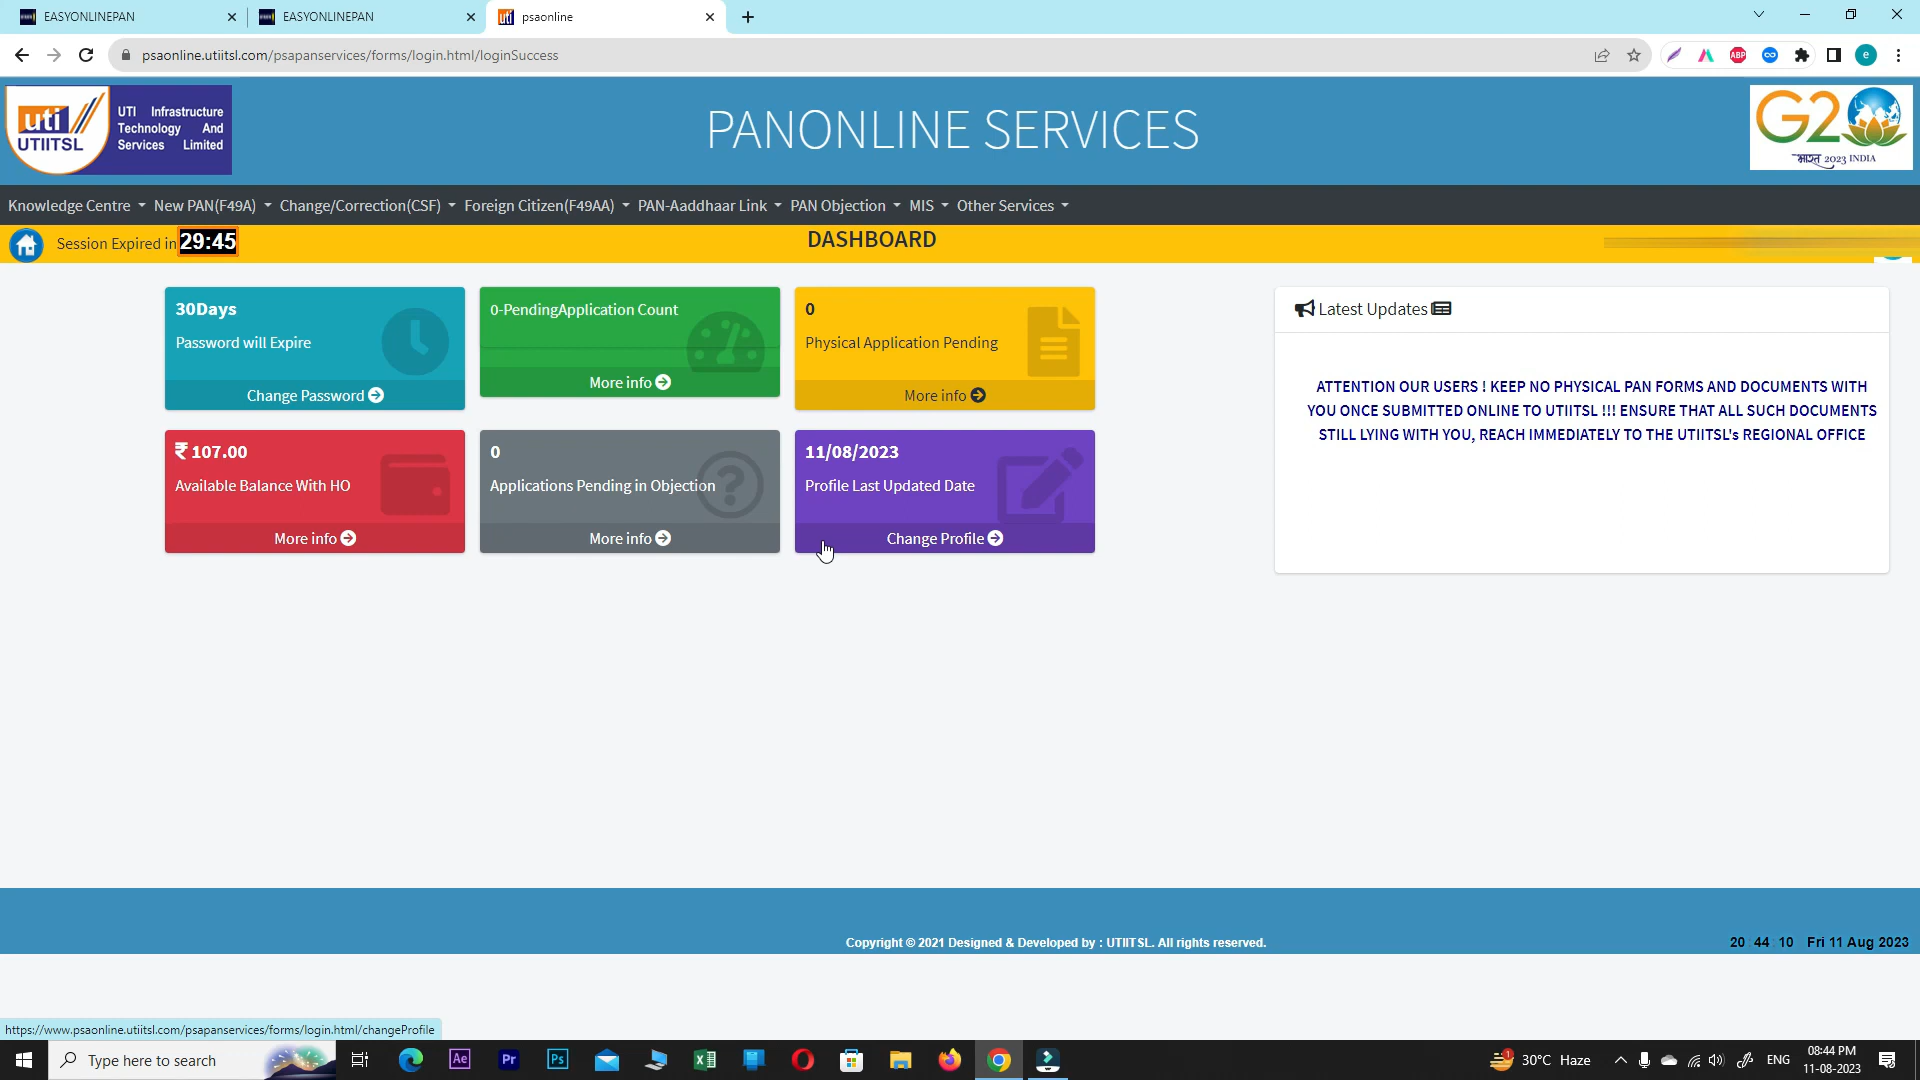 EASYONLINEPAN
EASYONLINEPAN
psaonline
psaonline.utiitsl.com/psapanservices/forms/login.html/loginSuccess
ABP
e
uti
UTIITSL
UTI Infrastructure
Technology And
Services Limited
PANONLINE SERVICES
G20
भारत 2023 INDIA
Knowledge Centre New PAN(F49A) Change/Correction(CSF) Foreign Citizen(F49AA) PAN-Aaddhaar Link PAN Objection MIS Other Services
Session Expired in 29:45
DASHBOARD
30Days
Password will Expire
Change Password
0-PendingApplication Count
More info
0
Physical Application Pending
More info
₹ 107.00
Available Balance With HO
More info
0
Applications Pending in Objection
More info
11/08/2023
Profile Last Updated Date
Change Profile
Latest Updates
ATTENTION OUR USERS ! KEEP NO PHYSICAL PAN FORMS AND DOCUMENTS WITH
YOU ONCE SUBMITTED ONLINE TO UTIITSL !!! ENSURE THAT ALL SUCH DOCUMENTS
STILL LYING WITH YOU, REACH IMMEDIATELY TO THE UTIITSL's REGIONAL OFFICE
Copyright © 2021 Designed & Developed by : UTIITSL. All rights reserved.
20 : 44 : 10 Fri 11 Aug 2023
https://www.psaonline.utiitsl.com/psapanservices/forms/login.html/changeProfile
Type here to search
Ae
Pr
Ps
1
30°C Haze
ENG
08:44 PM
11-08-2023